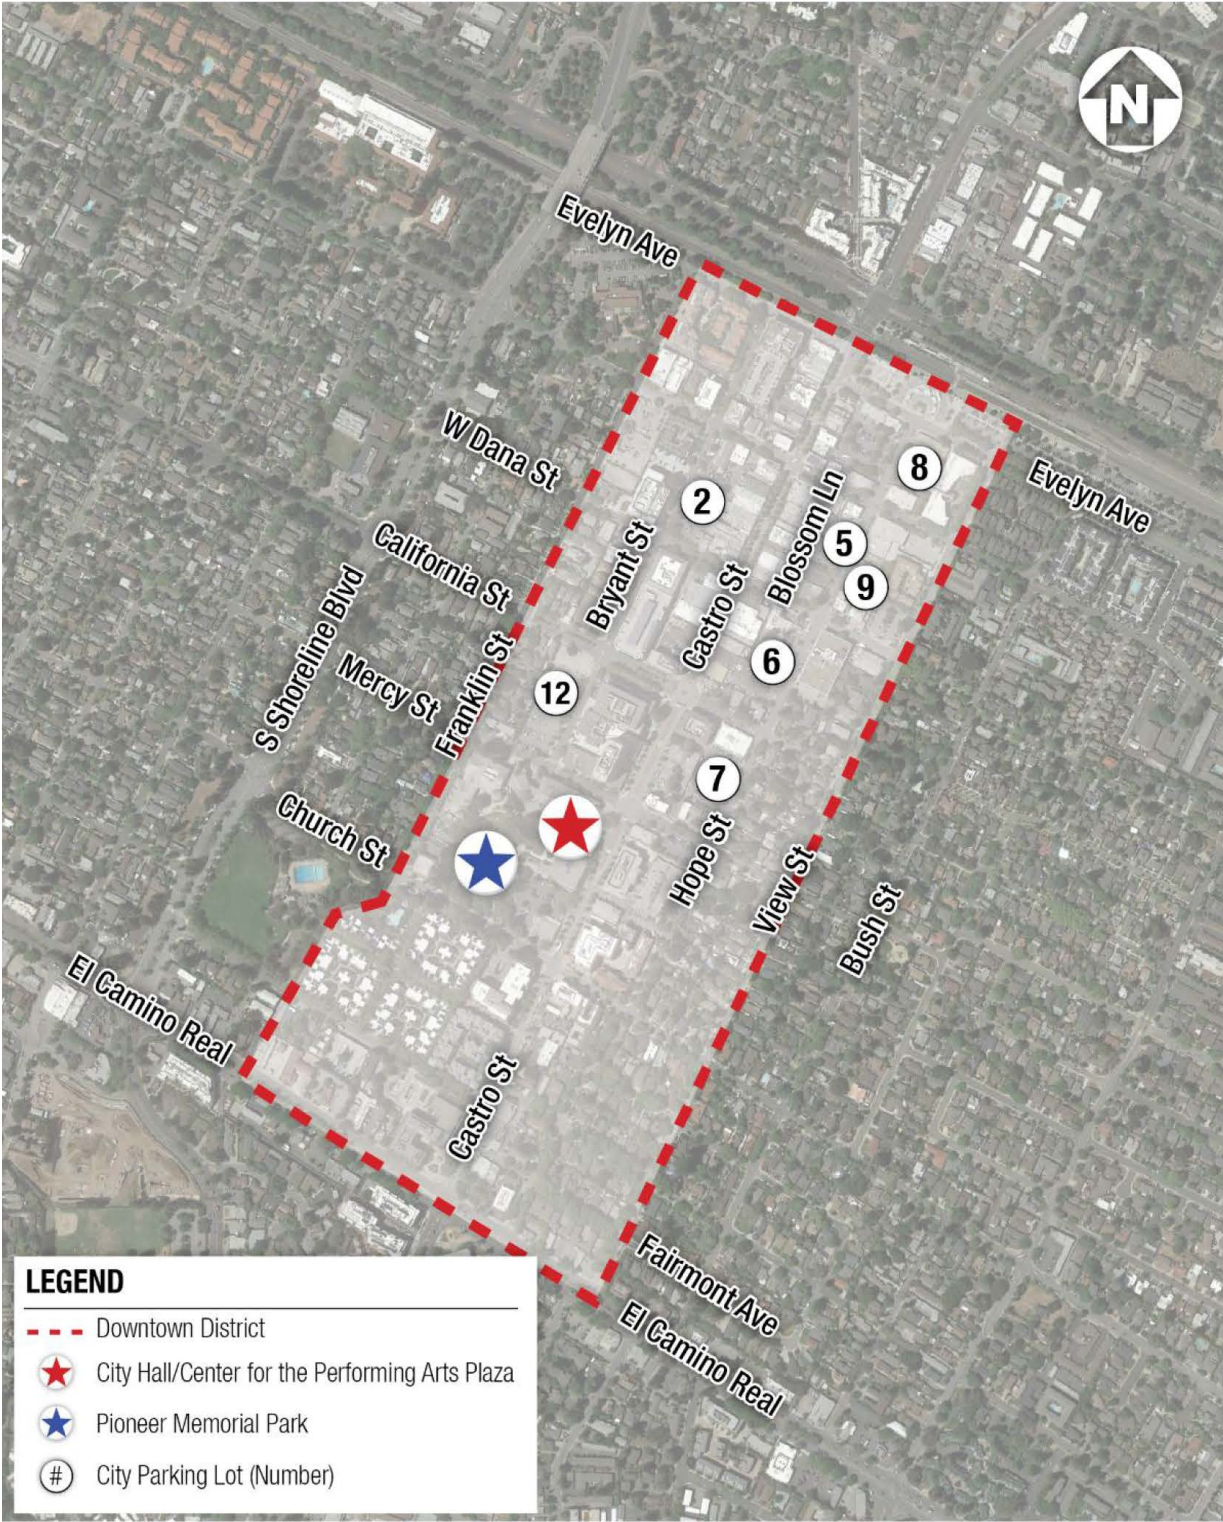 N
Evelyn Ave
W Dana St
8
Evelyn Ave
2
Blossom Ln
5
California St
Bryant St
9
Castro St
S Shoreline Blvd
Mercy St
Franklin St
6
12
7
Church St
Hope St
View St
Bush St
El Camino Real
Castro St
Fairmont Ave
El Camino Real
LEGEND
Downtown District
City Hall/Center for the Performing Arts Plaza
Pioneer Memorial Park
# City Parking Lot (Number)